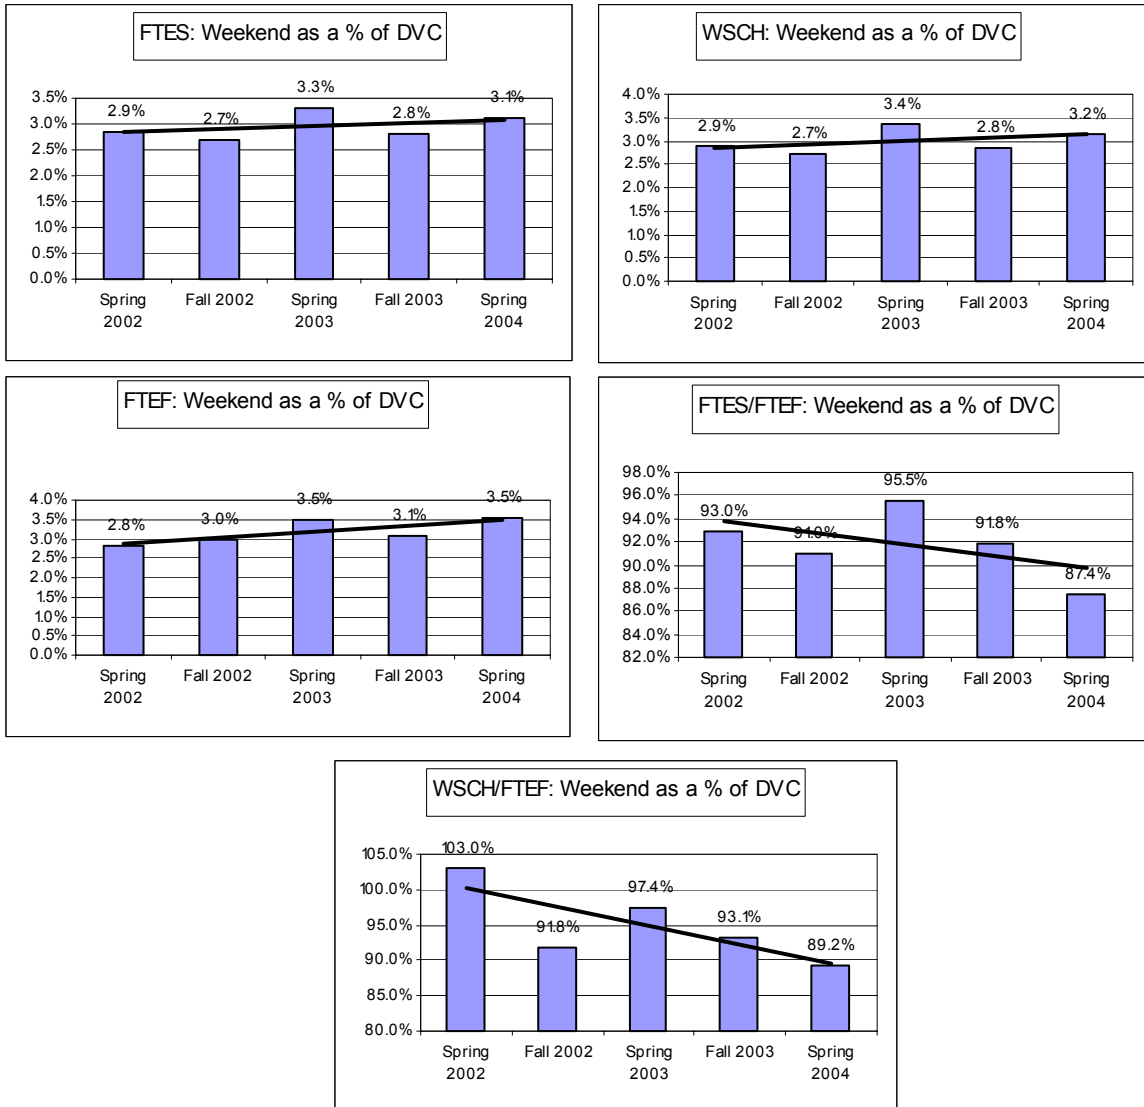 FTES: Weekend as a % of DVC
3.5%
3.0%
2.5%
2.0%
1.5%
1.0%
0.5%
0.0%
2.9%
2.7%
3.3%
2.8%
3.1%
Spring 2002
Fall 2002
Spring 2003
Fall 2003
Spring 2004
WSCH: Weekend as a % of DVC
4.0%
3.5%
3.0%
2.5%
2.0%
1.5%
1.0%
0.5%
0.0%
2.9%
2.7%
3.4%
2.8%
3.2%
Spring 2002
Fall 2002
Spring 2003
Fall 2003
Spring 2004
FTEF: Weekend as a % of DVC
4.0%
3.5%
3.0%
2.5%
2.0%
1.5%
1.0%
0.5%
0.0%
2.8%
3.0%
3.5%
3.1%
3.5%
Spring 2002
Fall 2002
Spring 2003
Fall 2003
Spring 2004
FTES/FTEF: Weekend as a % of DVC
98.0%
96.0%
94.0%
92.0%
90.0%
88.0%
86.0%
84.0%
82.0%
93.0%
91.0%
95.5%
91.8%
87.4%
Spring 2002
Fall 2002
Spring 2003
Fall 2003
Spring 2004
WSCH/FTEF: Weekend as a % of DVC
105.0%
100.0%
95.0%
90.0%
85.0%
80.0%
103.0%
91.8%
97.4%
93.1%
89.2%
Spring 2002
Fall 2002
Spring 2003
Fall 2003
Spring 2004